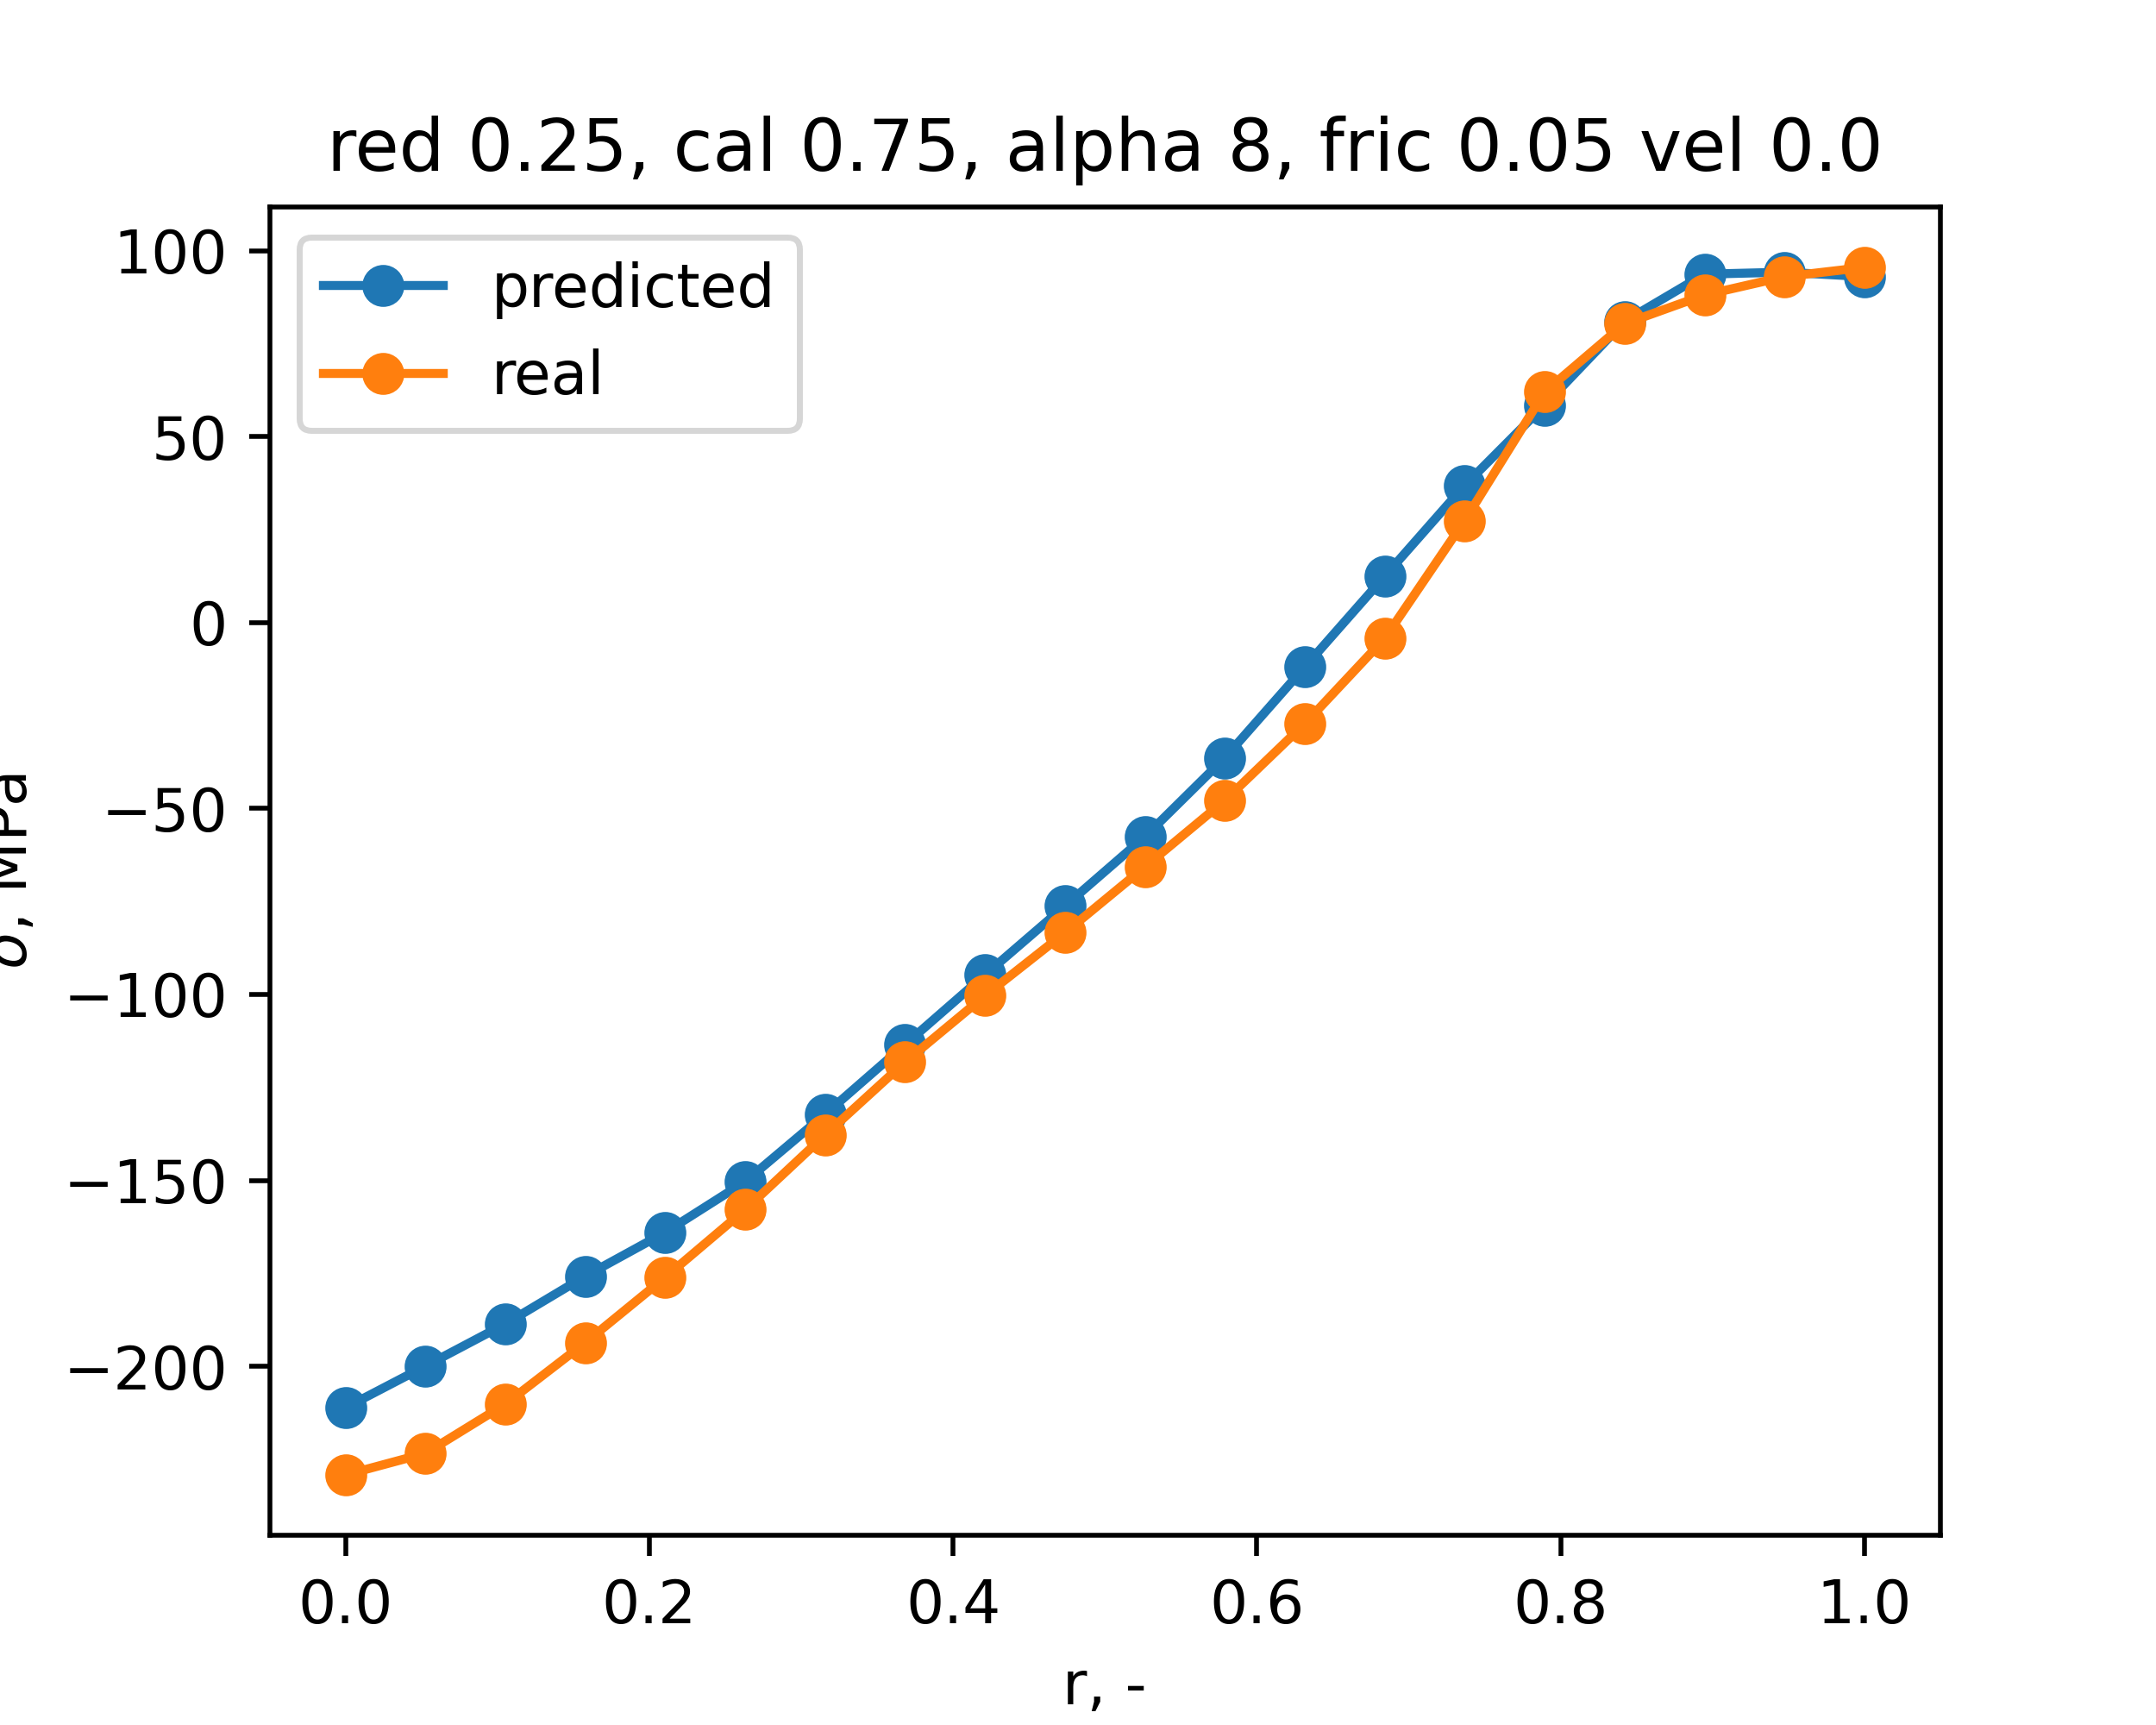 red 0.25, cal 0.75, alpha 8, fric 0.05 vel 0.0
predicted
real
100
50
0
−50
−100
−150
−200
σ, MPa
0.0 0.2 0.4 0.6 0.8 1.0
r, -